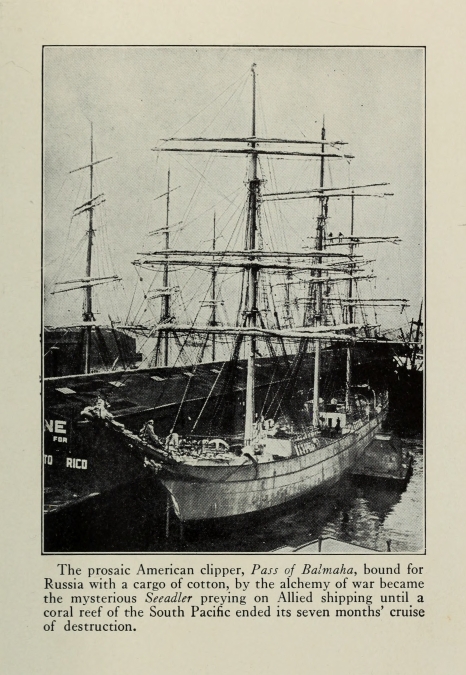 NE
FOR
TO RICO
The prosaic American clipper, Pass of Balmaha, bound for
Russia with a cargo of cotton, by the alchemy of war became
the mysterious Seeadler preying on Allied shipping until a
coral reef of the South Pacific ended its seven months' cruise
of destruction.